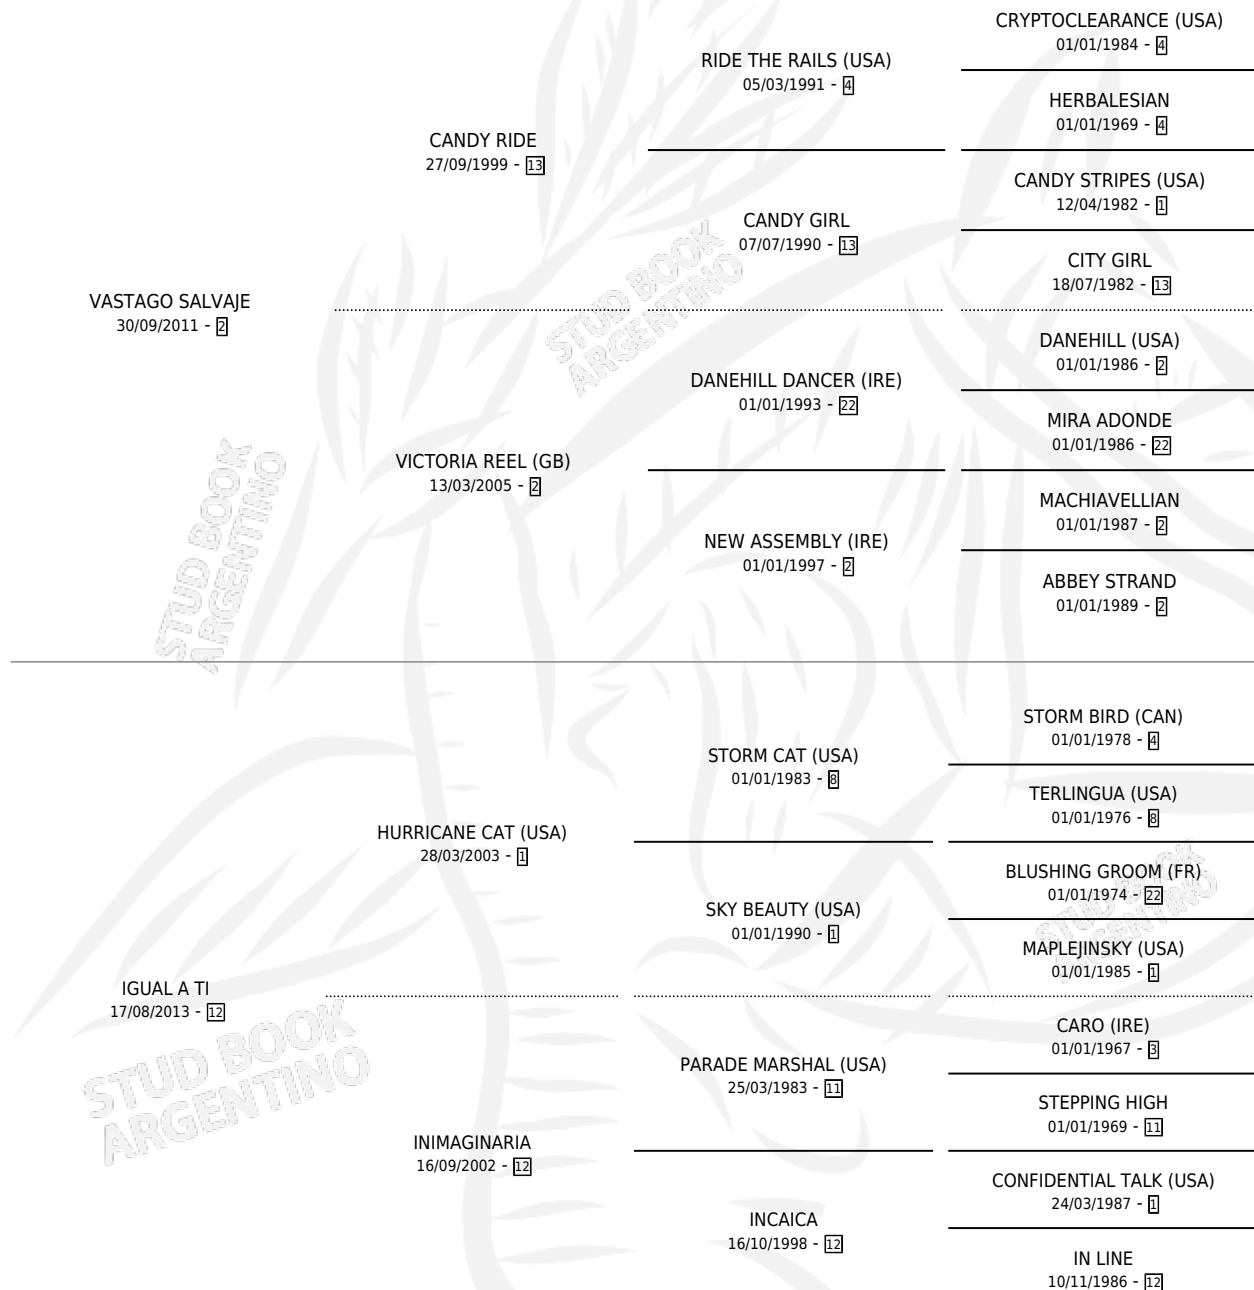 CRYPTOCLEARANCE (USA)
01/01/1984 - 4
RIDE THE RAILS (USA)
05/03/1991 - 4
HERBALESIAN
01/01/1969 - 4
CANDY RIDE
27/09/1999 - 13
CANDY STRIPES (USA)
12/04/1982 - 1
CANDY GIRL
07/07/1990 - 13
CITY GIRL
18/07/1982 - 13
VASTAGO SALVAJE
30/09/2011 - 2
DANEHILL (USA)
01/01/1986 - 2
DANEHILL DANCER (IRE)
01/01/1993 - 22
MIRA ADONDE
01/01/1986 - 22
VICTORIA REEL (GB)
13/03/2005 - 2
MACHIAVELLIAN
01/01/1987 - 2
NEW ASSEMBLY (IRE)
01/01/1997 - 2
ABBEY STRAND
01/01/1989 - 2
STORM BIRD (CAN)
01/01/1978 - 4
STORM CAT (USA)
01/01/1983 - 8
TERLINGUA (USA)
01/01/1976 - 8
HURRICANE CAT (USA)
28/03/2003 - 1
BLUSHING GROOM (FR)
01/01/1974 - 22
SKY BEAUTY (USA)
01/01/1990 - 1
MAPLEJINSKY (USA)
01/01/1985 - 1
IGUAL A TI
17/08/2013 - 12
CARO (IRE)
01/01/1967 - 3
PARADE MARSHAL (USA)
25/03/1983 - 11
STEPPING HIGH
01/01/1969 - 11
INIMAGINARIA
16/09/2002 - 12
CONFIDENTIAL TALK (USA)
24/03/1987 - 1
INCAICA
16/10/1998 - 12
IN LINE
10/11/1986 - 12
STUD BOOK
ARGENTINO
STUD BOOK
ARGENTINO
STUD BOOK
ARGENTINO
STUD BOOK
ARGENTINO